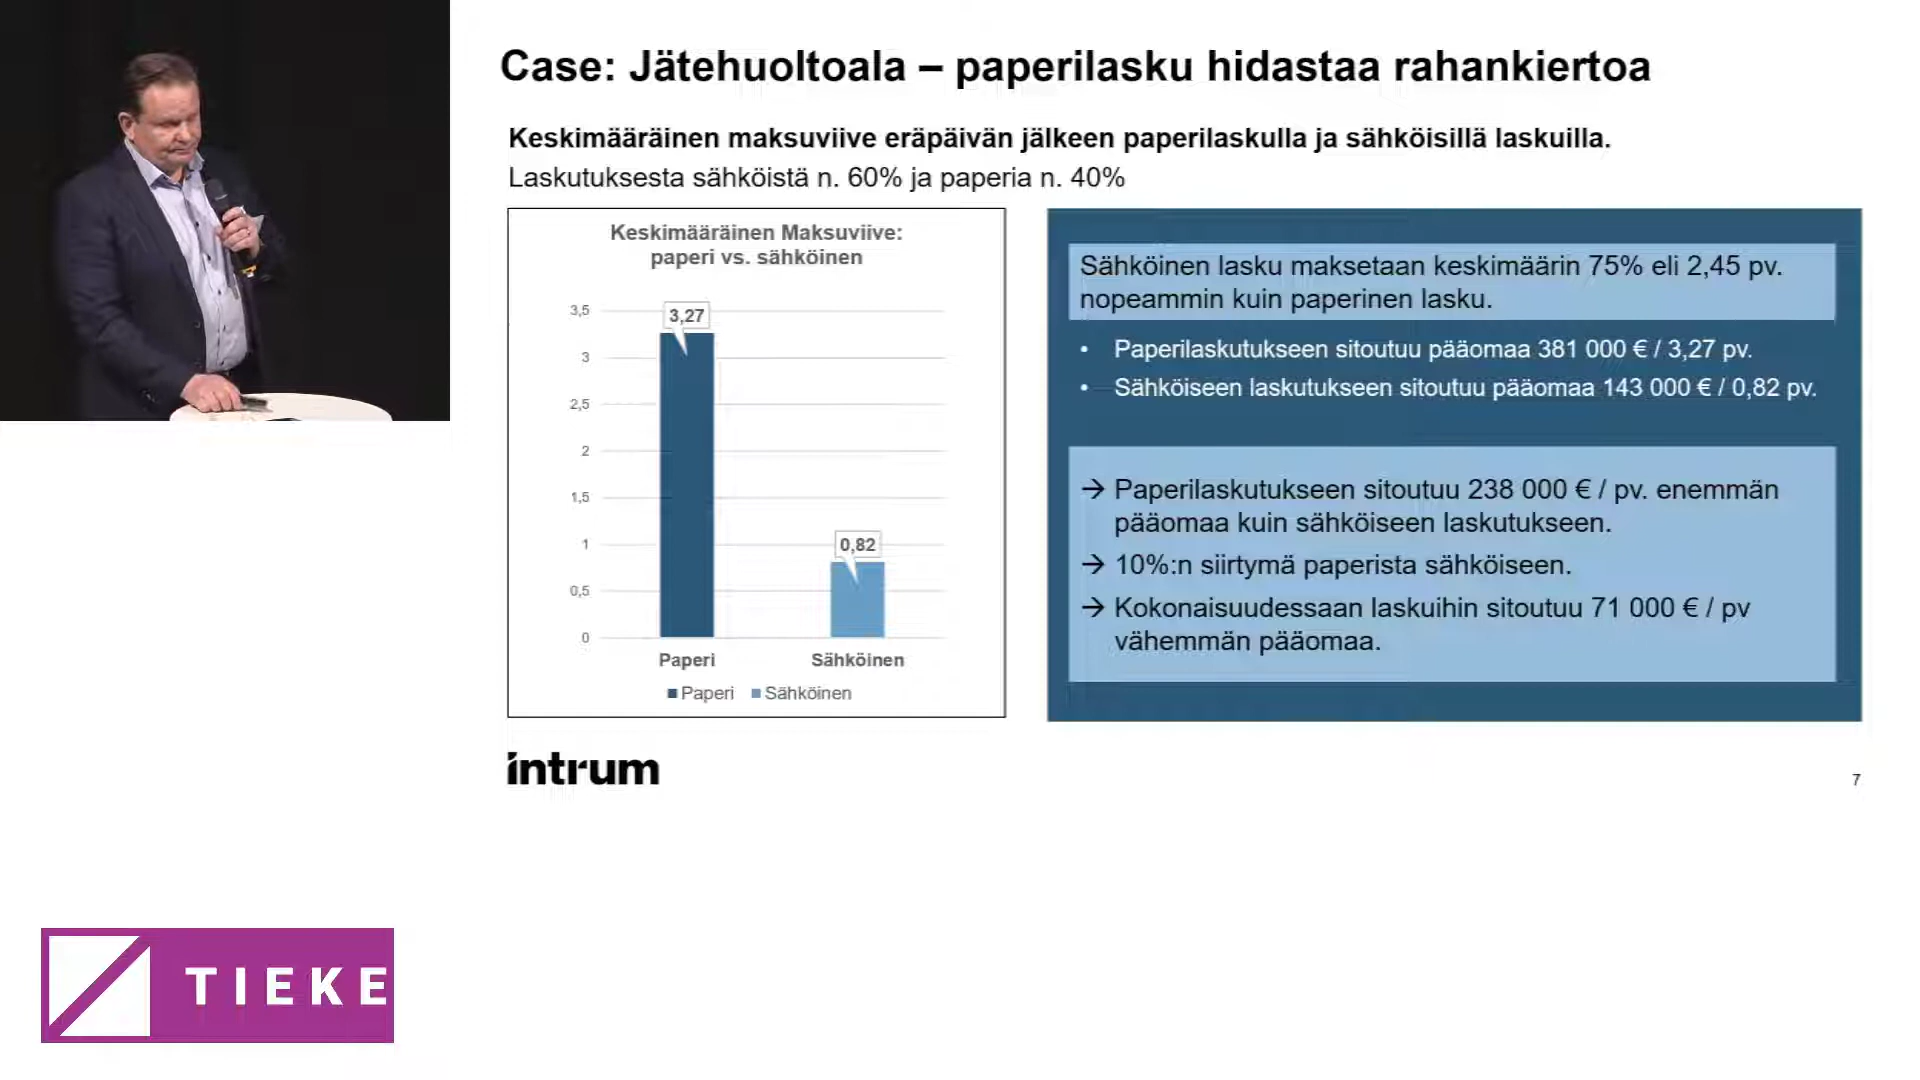 Case: Jätehuoltoala – paperilasku hidastaa rahankiertoa
Keskimääräinen maksuviive eräpäivän jälkeen paperilaskulla ja sähköisillä laskuilla.
Laskutuksesta sähköistä n. 60% ja paperia n. 40%
Keskimääräinen Maksuviive:
paperi vs. sähköinen
3,5
3
2,5
2
1,5
1
0,5
0
3,27
0,82
Paperi
Sähköinen
Paperi
Sähköinen
Sähköinen lasku maksetaan keskimäärin 75% eli 2,45 pv.
nopeammin kuin paperinen lasku.
• Paperilaskutukseen sitoutuu pääomaa 381 000 € / 3,27 pv.
• Sähköiseen laskutukseen sitoutuu pääomaa 143 000 € / 0,82 pv.
→ Paperilaskutukseen sitoutuu 238 000 € / pv. enemmän
pääomaa kuin sähköiseen laskutukseen.
→ 10%:n siirtymä paperista sähköiseen.
→ Kokonaisuudessaan laskuihin sitoutuu 71 000 € / pv
vähemmän pääomaa.
intrum
7
TIEKE